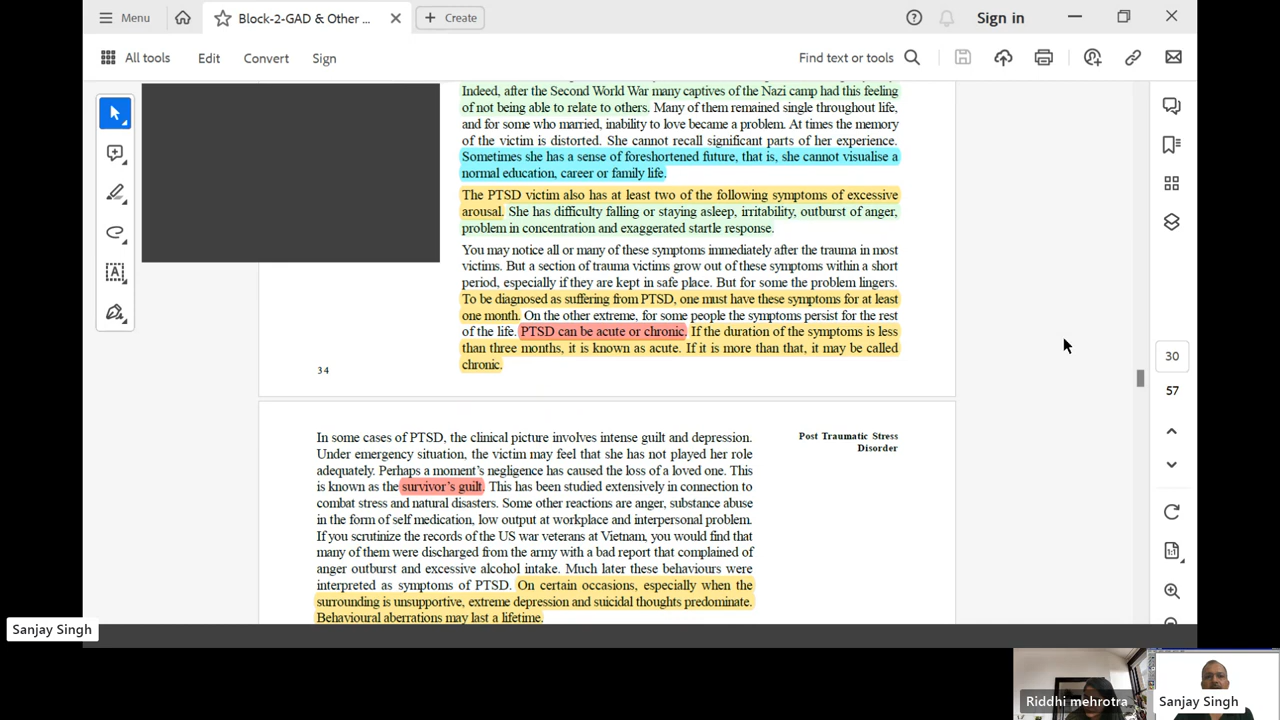 Menu
Block-2-GAD & Other ...
Create
Sign in
All tools
Edit
Convert
Sign
Find text or tools
Indeed, after the Second World War many captives of the Nazi camp had this feeling
of not being able to relate to others. Many of them remained single throughout life,
and for some who married, inability to love became a problem. At times the memory
of the victim is distorted. She cannot recall significant parts of her experience.
Sometimes she has a sense of foreshortened future, that is, she cannot visualise a
normal education, career or family life.
The PTSD victim also has at least two of the following symptoms of excessive
arousal. She has difficulty falling or staying asleep, irritability, outburst of anger,
problem in concentration and exaggerated startle response.
You may notice all or many of these symptoms immediately after the trauma in most
victims. But a section of trauma victims grow out of these symptoms within a short
period, especially if they are kept in safe place. But for some the problem lingers.
To be diagnosed as suffering from PTSD, one must have these symptoms for at least
one month. On the other extreme, for some people the symptoms persist for the rest
of the life. PTSD can be acute or chronic. If the duration of the symptoms is less
than three months, it is known as acute. If it is more than that, it may be called
chronic.
34
30
57
In some cases of PTSD, the clinical picture involves intense guilt and depression.
Under emergency situation, the victim may feel that she has not played her role
adequately. Perhaps a moment's negligence has caused the loss of a loved one. This
is known as the survivor's guilt. This has been studied extensively in connection to
combat stress and natural disasters. Some other reactions are anger, substance abuse
in the form of self medication, low output at workplace and interpersonal problem.
If you scrutinize the records of the US war veterans at Vietnam, you would find that
many of them were discharged from the army with a bad report that complained of
anger outburst and excessive alcohol intake. Much later these behaviours were
interpreted as symptoms of PTSD. On certain occasions, especially when the
surrounding is unsupportive, extreme depression and suicidal thoughts predominate.
Behavioural aberrations may last a lifetime.
Post Traumatic Stress
Disorder
Sanjay Singh
Riddhi mehrotra
Sanjay Singh